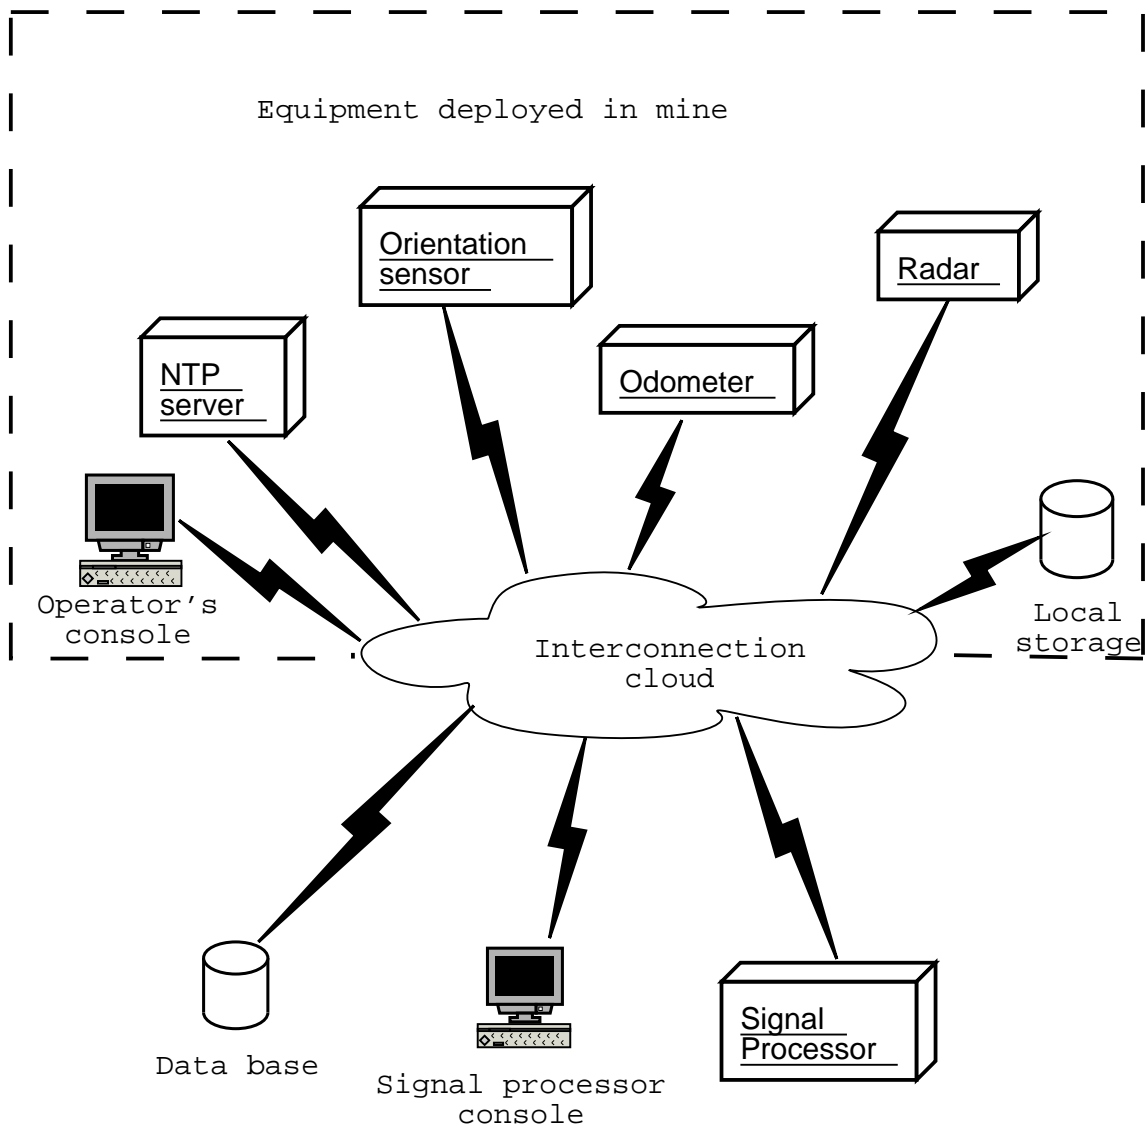 Equipment deployed in mine
Orientation
sensor
Radar
NTP
server
Odometer
Operator's
console
Local
storage
Interconnection
cloud
Data base
Signal processor
console
Signal
Processor